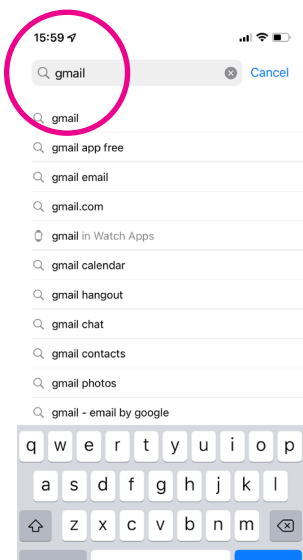 15:59
gmail
Cancel
gmail
gmail app free
gmail email
gmail.com
gmail in Watch Apps
gmail calendar
gmail hangout
gmail chat
gmail contacts
gmail photos
gmail - email by google
q w e r t y u i o p
a s d f g h j k l
z x c v b n m